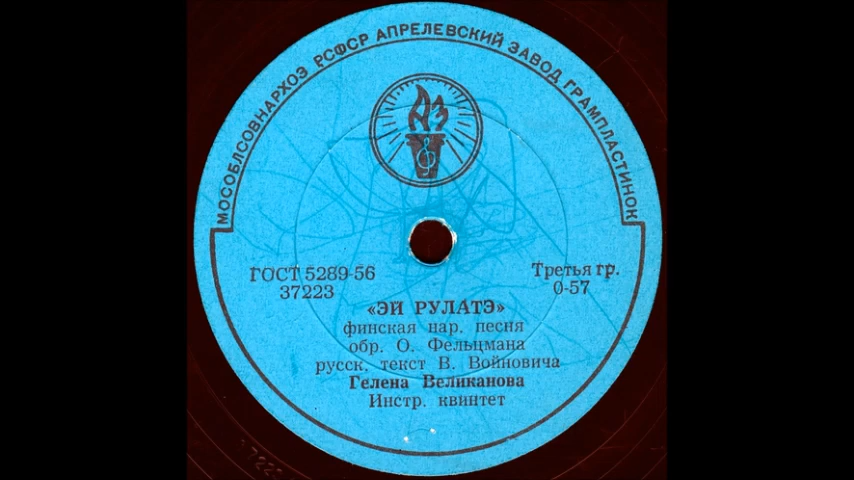 МОСОБЛСОВНАРХОЗ РСФСР АПРЕЛЕВСКИЙ ЗАВОД ГРАМПЛАСТИНОК
АЗ
ГОСТ 5289-56
37223
Третья гр.
0-57
«ЭЙ РУЛАТЭ»
финская нар. песня
обр. О. Фельцмана
русск. текст В. Войновича
Гелена Великанова
Инстр. квинтет